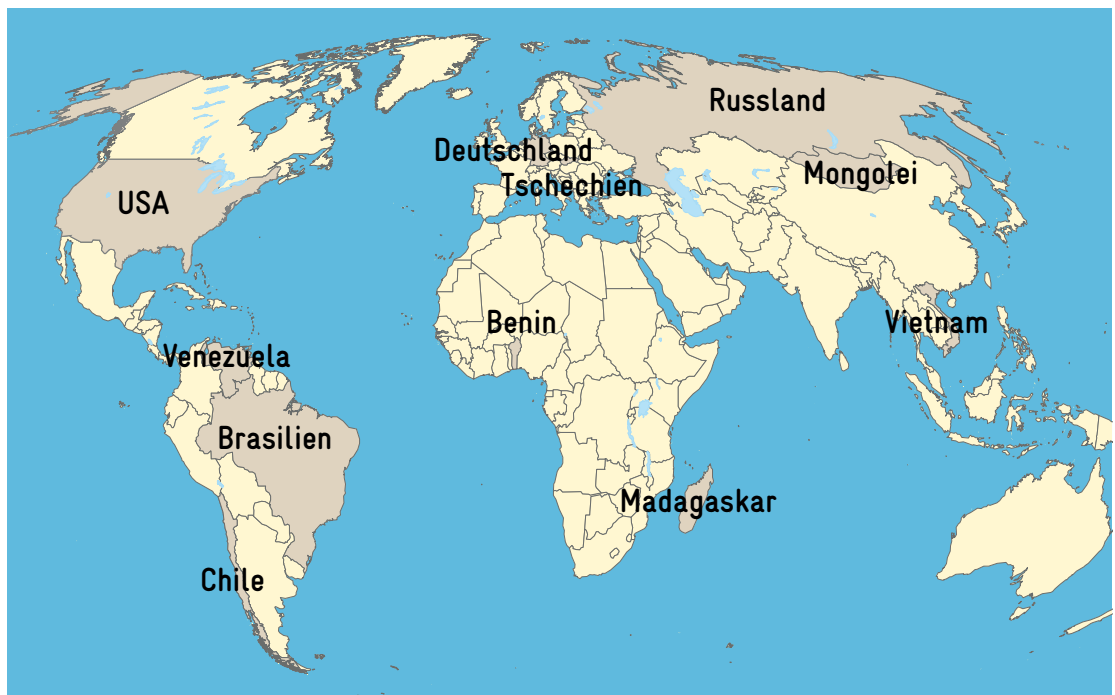 Russland
Deutschland
Mongolei
Tschechien
USA
Benin
Vietnam
Venezuela
Brasilien
Madagaskar
Chile